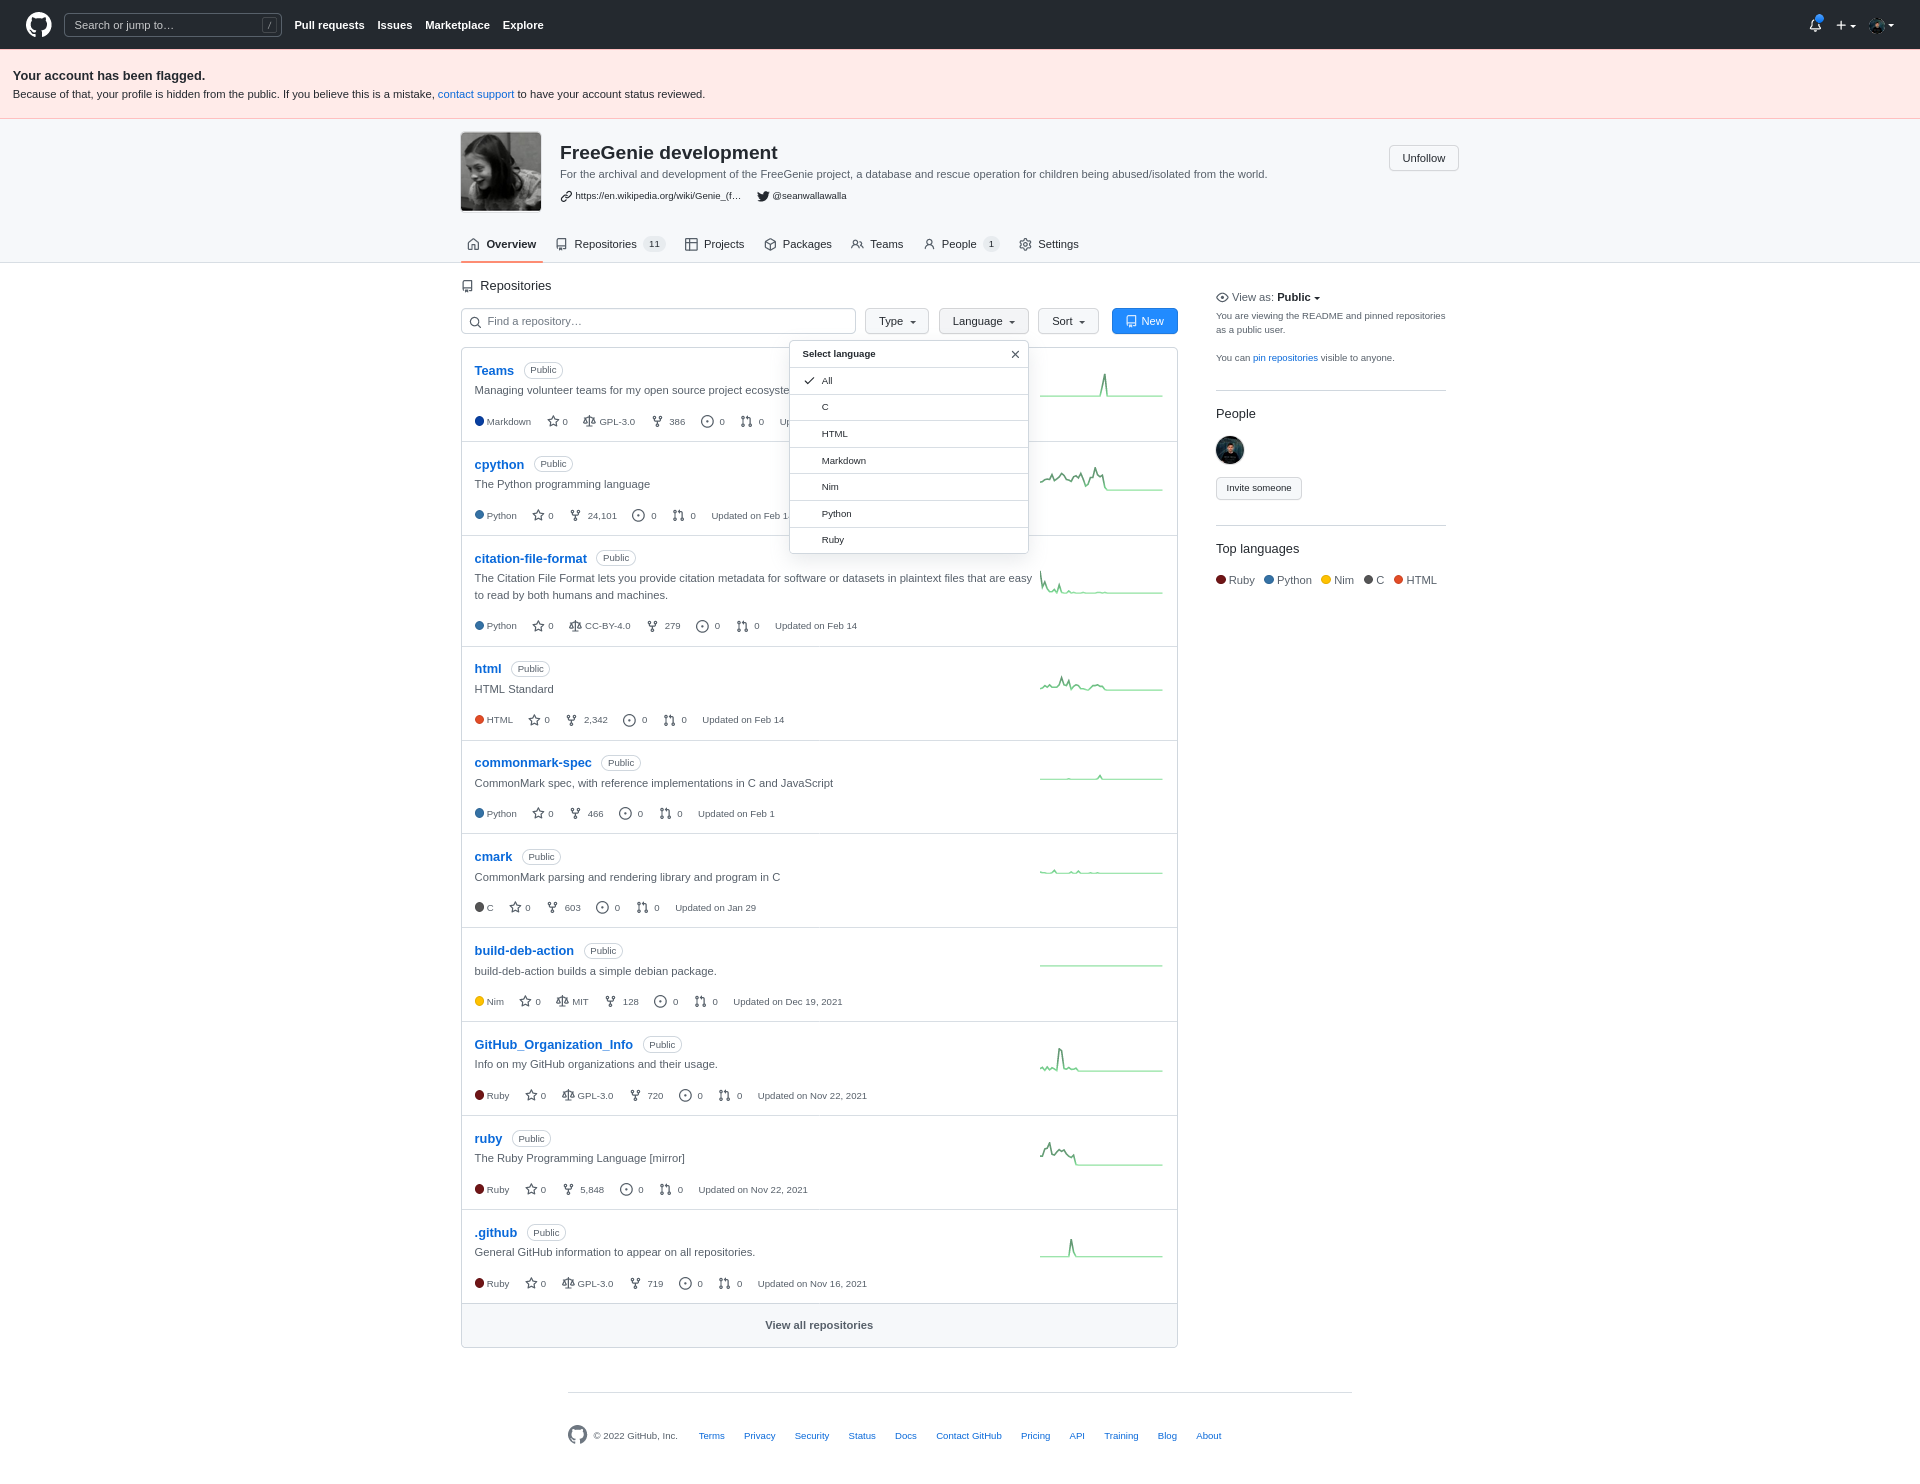 Search or jump to… /
Pull requests Issues Marketplace Explore
Your account has been flagged.
Because of that, your profile is hidden from the public. If you believe this is a mistake, contact support to have your account status reviewed.
FreeGenie development
Unfollow
For the archival and development of the FreeGenie project, a database and rescue operation for children being abused/isolated from the world.
https://en.wikipedia.org/wiki/Genie_(f… @seanwallawalla
Overview Repositories 11 Projects Packages Teams People 1 Settings
Repositories
Find a repository…
Type Language Sort New
Select language
All
C
HTML
Markdown
Nim
Python
Ruby
Teams Public
Managing volunteer teams for my open source project ecosyste
Markdown 0 GPL-3.0 386 0 0
cpython Public
The Python programming language
Python 0 24,101 0 0 Updated on Feb 1
citation-file-format Public
The Citation File Format lets you provide citation metadata for software or datasets in plaintext files that are easy
to read by both humans and machines.
Python 0 CC-BY-4.0 279 0 0 Updated on Feb 14
html Public
HTML Standard
HTML 0 2,342 0 0 Updated on Feb 14
commonmark-spec Public
CommonMark spec, with reference implementations in C and JavaScript
Python 0 466 0 0 Updated on Feb 1
cmark Public
CommonMark parsing and rendering library and program in C
C 0 603 0 0 Updated on Jan 29
build-deb-action Public
build-deb-action builds a simple debian package.
Nim 0 MIT 128 0 0 Updated on Dec 19, 2021
GitHub_Organization_Info Public
Info on my GitHub organizations and their usage.
Ruby 0 GPL-3.0 720 0 0 Updated on Nov 22, 2021
ruby Public
The Ruby Programming Language [mirror]
Ruby 0 5,848 0 0 Updated on Nov 22, 2021
.github Public
General GitHub information to appear on all repositories.
Ruby 0 GPL-3.0 719 0 0 Updated on Nov 16, 2021
View all repositories
View as: Public
You are viewing the README and pinned repositories
as a public user.
You can pin repositories visible to anyone.
People
Invite someone
Top languages
Ruby Python Nim C HTML
© 2022 GitHub, Inc. Terms Privacy Security Status Docs Contact GitHub Pricing API Training Blog About